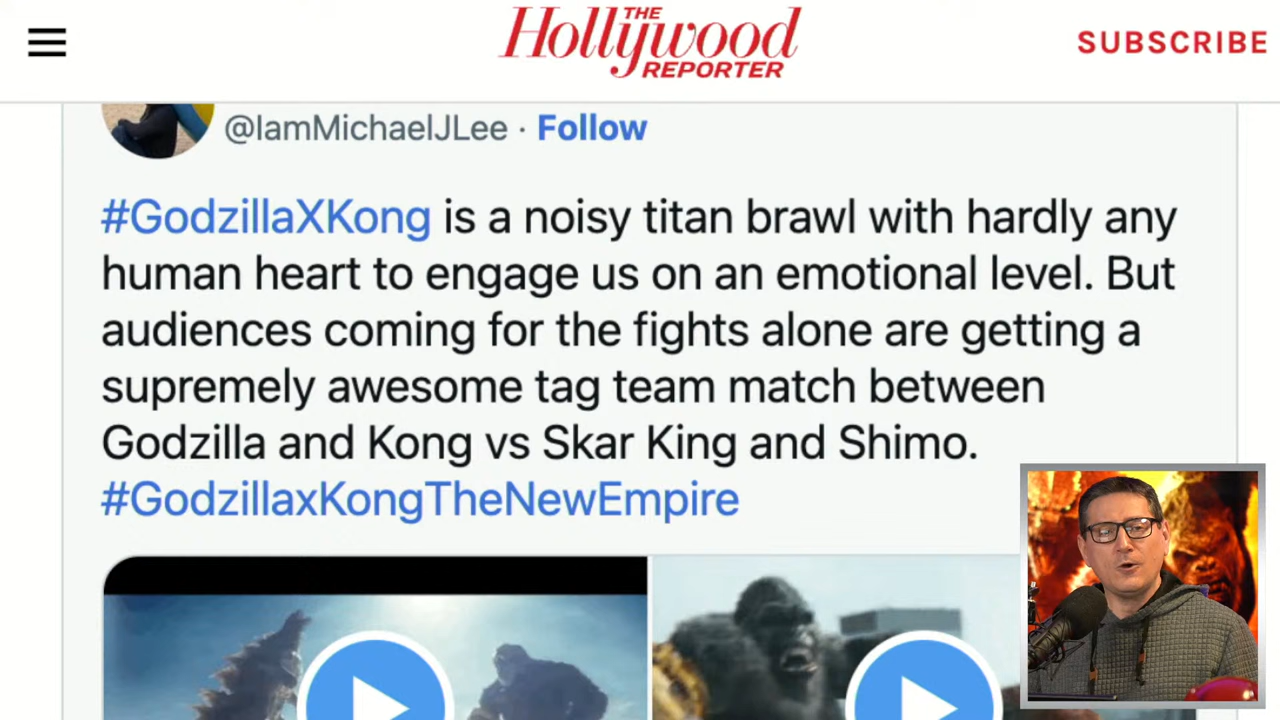 THE
Hollywood
REPORTER
SUBSCRIBE
@IamMichaelJLee · Follow
#GodzillaXKong is a noisy titan brawl with hardly any
human heart to engage us on an emotional level. But
audiences coming for the fights alone are getting a
supremely awesome tag team match between
Godzilla and Kong vs Skar King and Shimo.
#GodzillaxKongTheNewEmpire